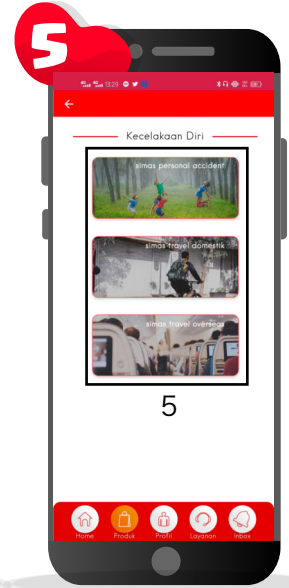 5
13:29
Kecelakaan Diri
simas personal accident
simas travel domestik
simas travel overseas
5
Home Produk Profil Layanan Inbox